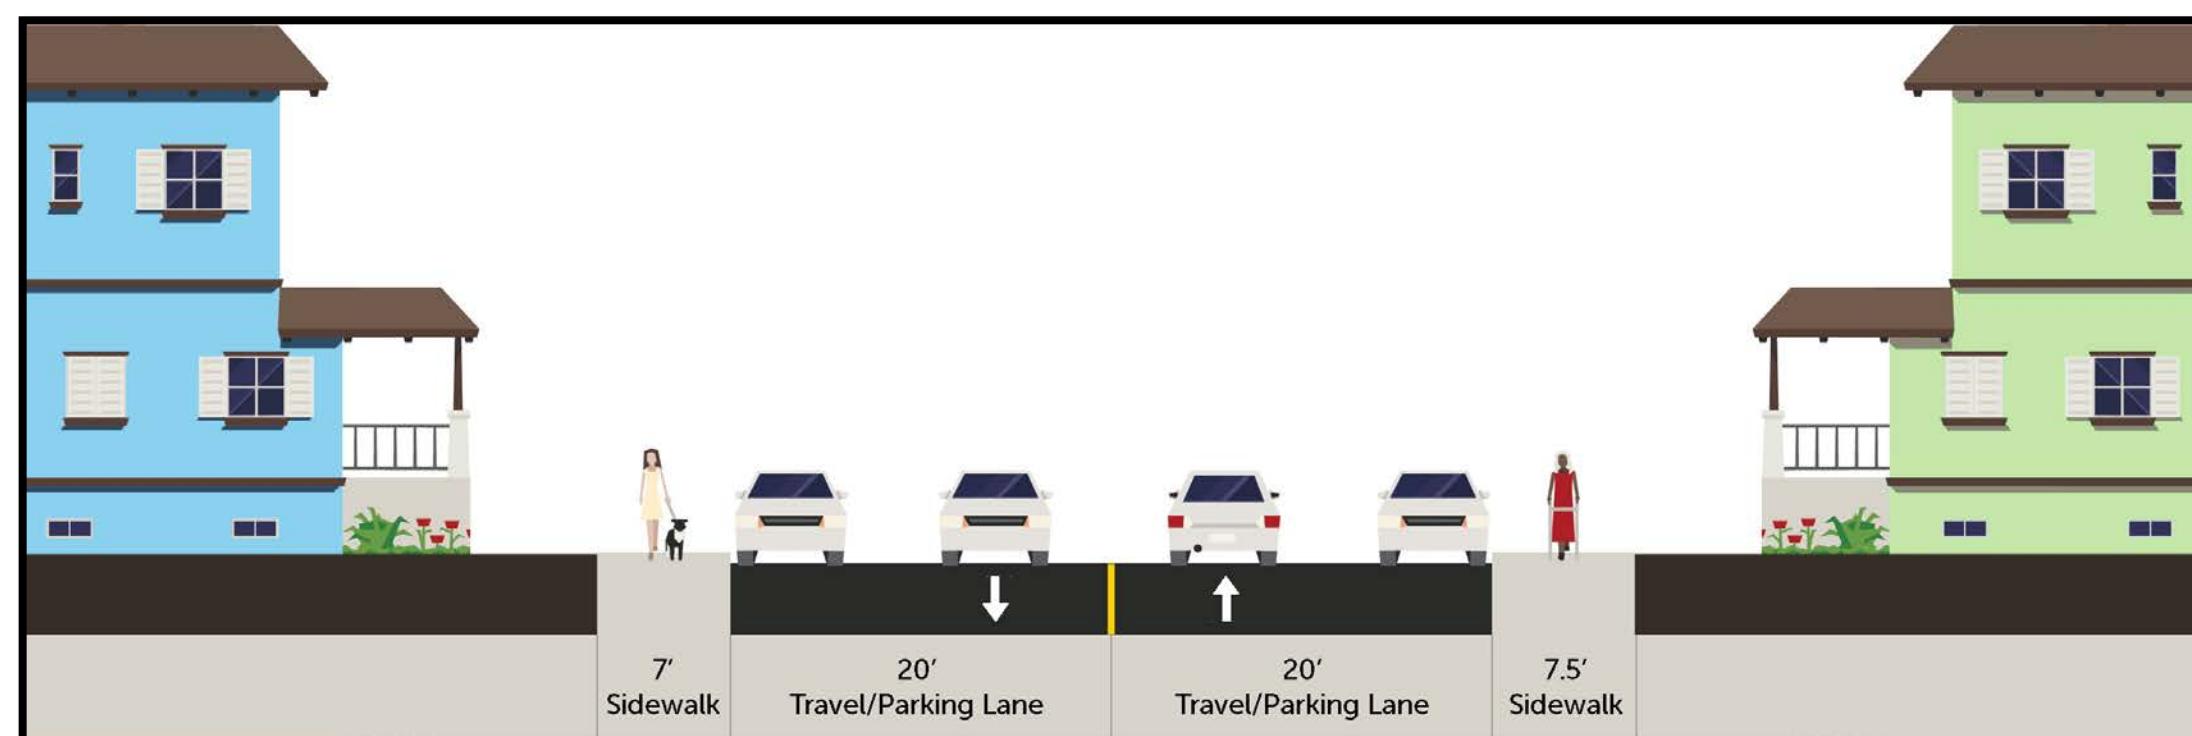 7′
Sidewalk
20′
Travel/Parking Lane
20′
Travel/Parking Lane
7.5′
Sidewalk